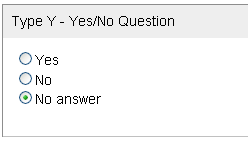 Type Y - Yes/No Question
Yes
No
No answer